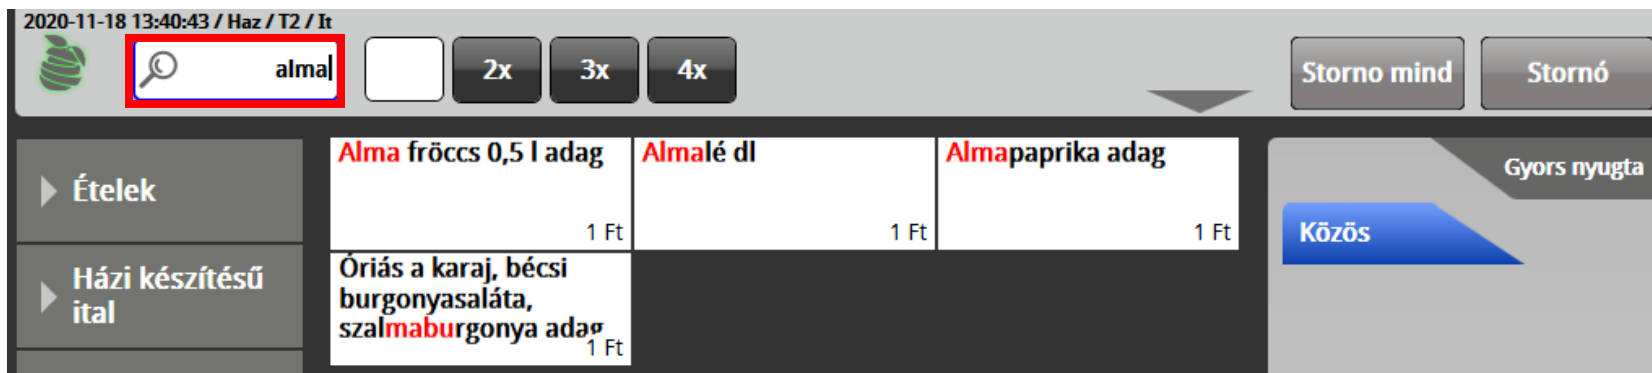 2020-11-18 13:40:43 / Haz / T2 / It
alma
2x
3x
4x
Storno mind
Stornó
Ételek
Házi készítésű
ital
Alma fröccs 0,5 l adag
1 Ft
Almalé dl
1 Ft
Almapaprika adag
1 Ft
Óriás a karaj, bécsi
burgonyasaláta,
szalmaburgonya adag
1 Ft
Gyors nyugta
Közös